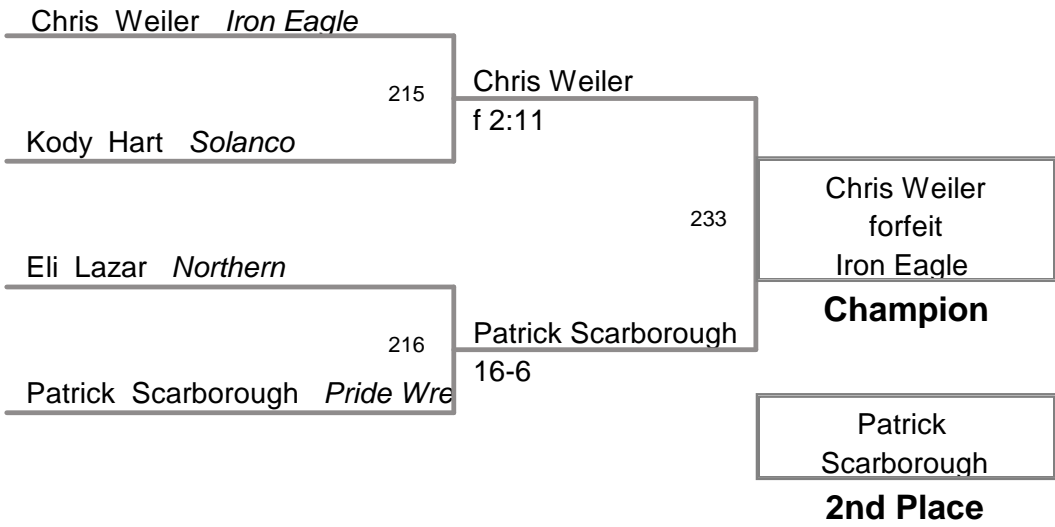 Chris Weiler Iron Eagle
215
Chris Weiler
f 2:11
Kody Hart Solanco
233
Chris Weiler
forfeit
Iron Eagle
Champion
Eli Lazar Northern
216
Patrick Scarborough
16-6
Patrick Scarborough Pride Wre
Patrick
Scarborough
2nd Place